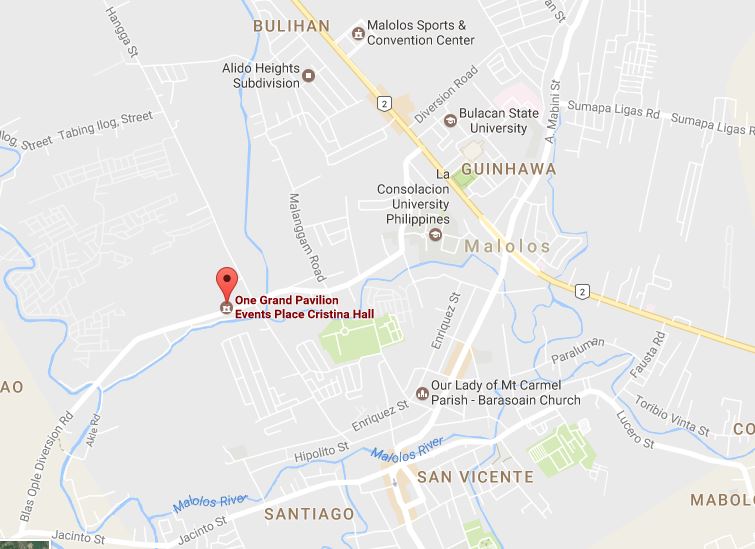 Hangga St
BULIHAN
Malolos Sports &
Convention Center
Alido Heights
Subdivision
2
Diversion Road
Bulacan State
University
A. Mabini St
Sumapa Ligas Rd
Sumapa Ligas R
Ilog, Street
Tabing Ilog, Street
GUINHAWA
La
Consolacion
University
Philippines
Malanggam Road
Malolos
2
One Grand Pavilion
Events Place Cristina Hall
Enriquez St
Paraluman
Fausta Rd
Our Lady of Mt Carmel
Parish - Barasoain Church
AO
Akle Rd
Blas Ople Diversion Rd
Enriquez St
Hipolito St
Malolos River
Toribio Vinta St
Lucero St
CO
SAN VICENTE
MABOL
Malolos River
SANTIAGO
Jacinto St
Jacinto St